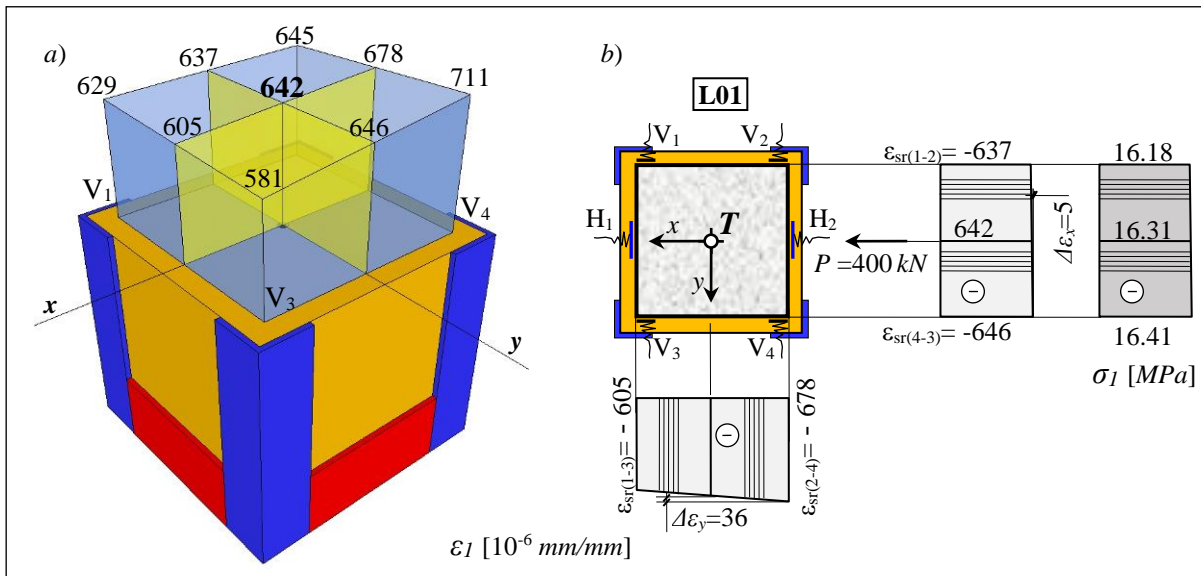 a)
645
637
678
629
642
711
605
646
581
V1
V4
V3
x
y
ε1 [10-6 mm/mm]
b)
L01
V1
V2
H1
x
T
H2
y
V3
V4
P =400 kN
εsr(1-2)= -637
642
Δεx=5
εsr(4-3)= -646
16.18
16.31
16.41
σ1 [MPa]
εsr(1-3)= - 605
εsr(2-4)= - 678
Δεy=36